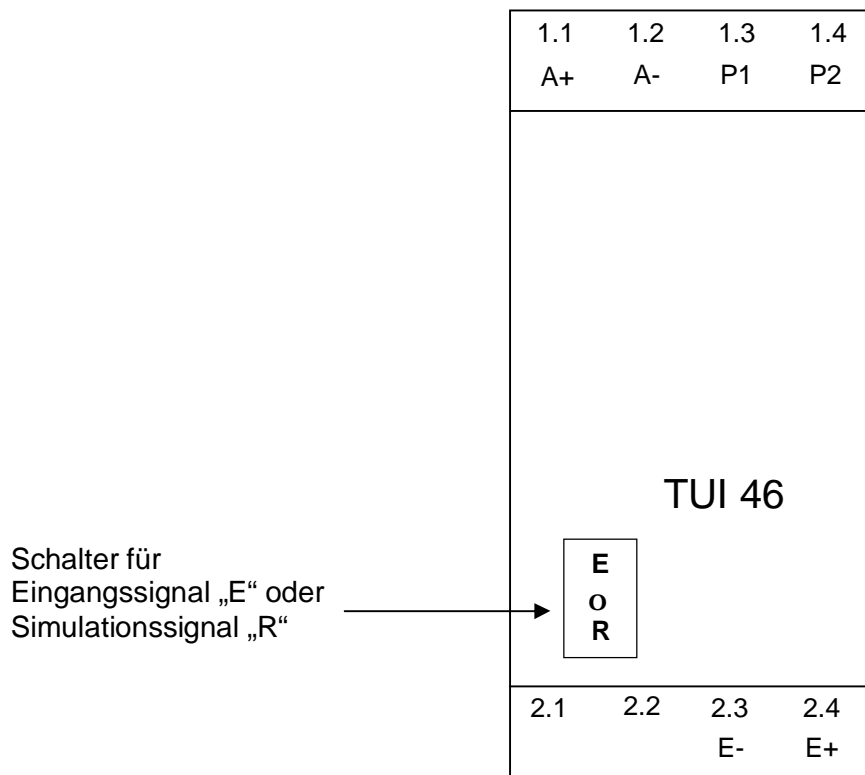 1.1 1.2 1.3 1.4
A+ A- P1 P2
TUI 46
Schalter für
Eingangssignal „E“ oder
Simulationssignal „R“
E
O
R
2.1 2.2 2.3 2.4
E- E+